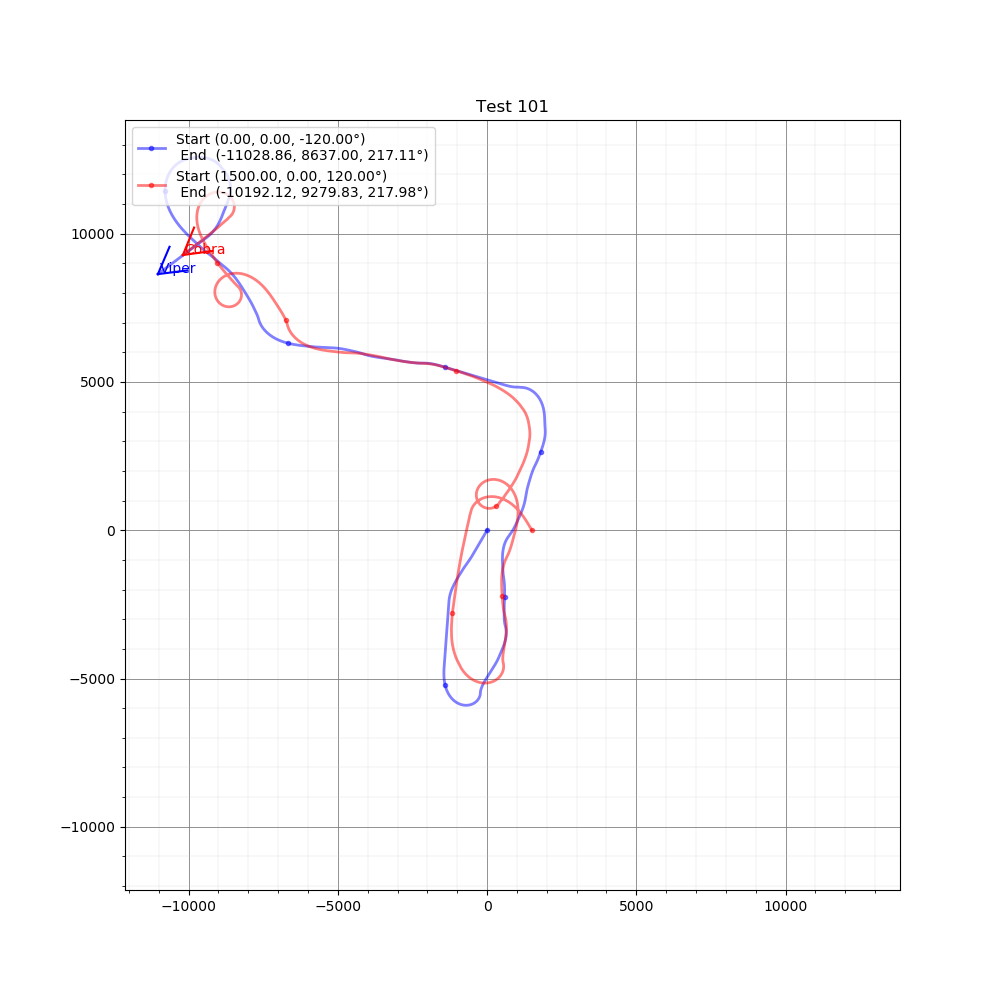 Test 101
Start (0.00, 0.00, -120.00°)
End (-11028.86, 8637.00, 217.11°)
Start (1500.00, 0.00, 120.00°)
End (-10192.12, 9279.83, 217.98°)
Cobra
Viper
10000
5000
0
−5000
−10000
−10000
−5000
0
5000
10000